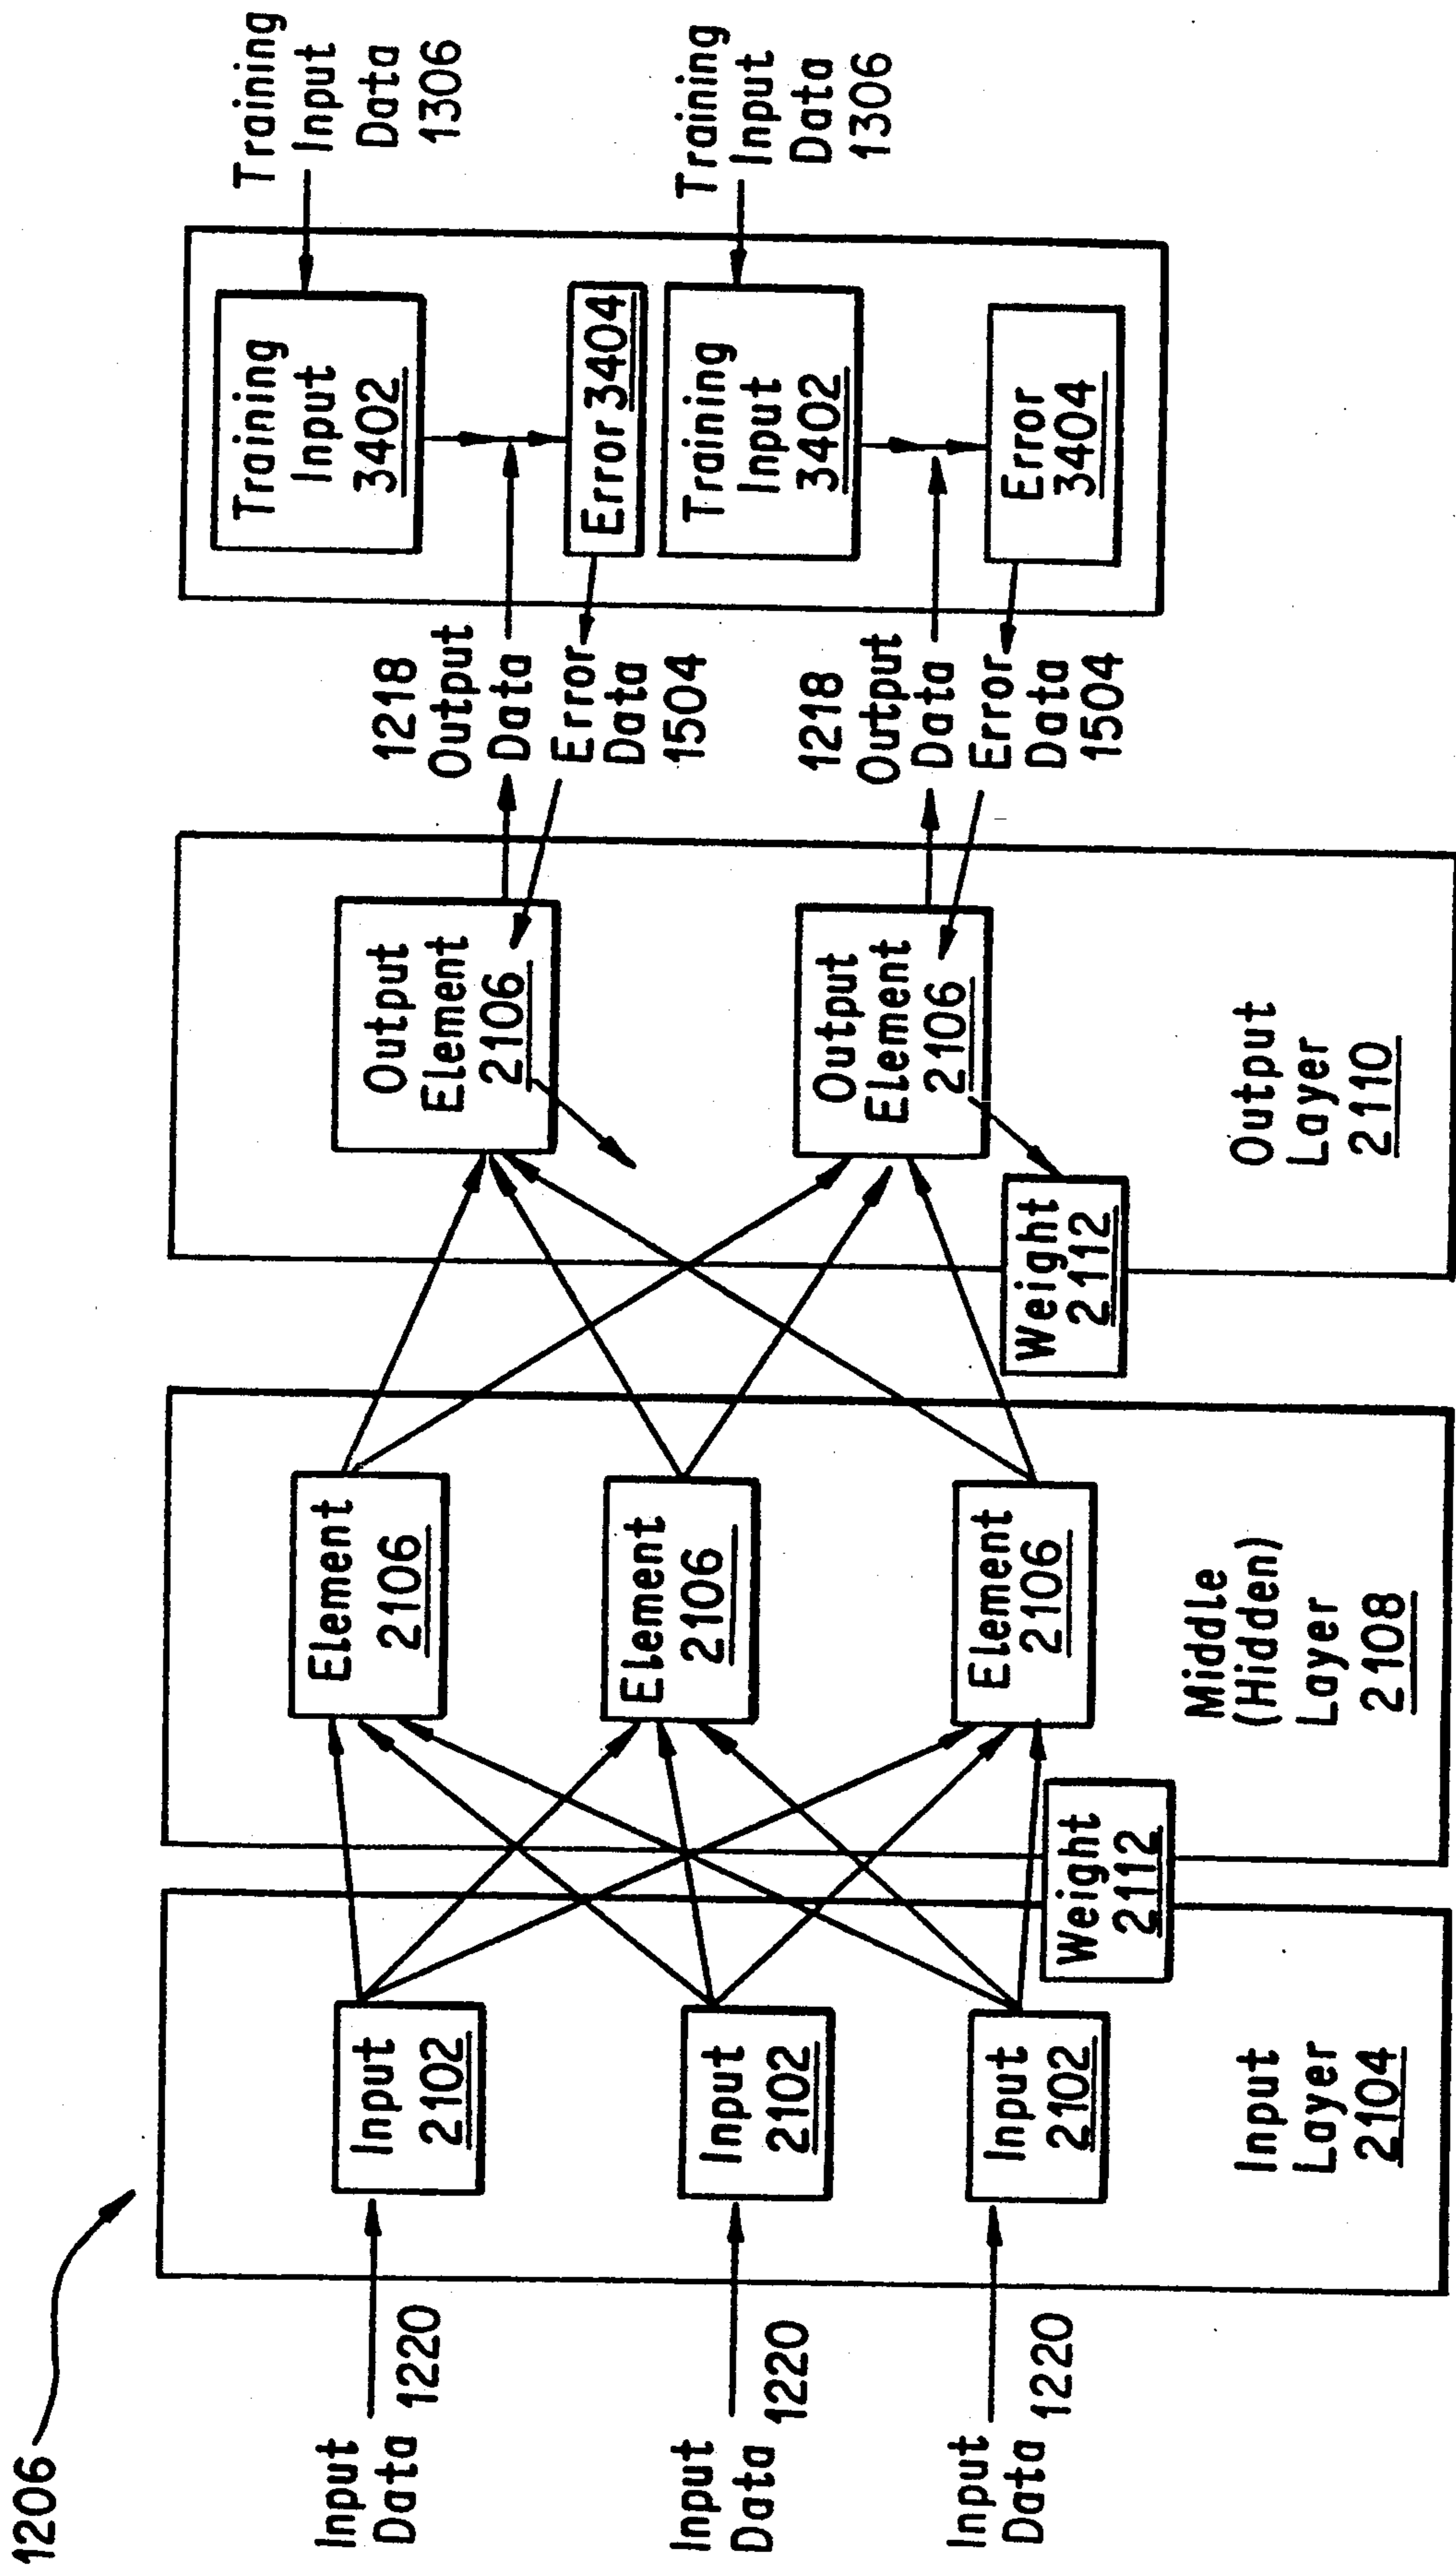 1206
Input
Data 1220
Input
Data 1220
Input
Data 1220
Input
2102
Input
2102
Input
2102
Input
Layer
2104
Weight
2112
Element
2106
Element
2106
Element
2106
Middle
(Hidden)
Layer
2108
Weight
2112
Output
Element
2106
Output
Element
2106
Output
Layer
2110
1218
Output
Data
Error
Data
1504
1218
Output
Data
Error
Data
1504
Training
Input
3402
Error 3404
Training
Input
3402
Error
3404
Training
Input
Data
1306
Training
Input
Data
1306